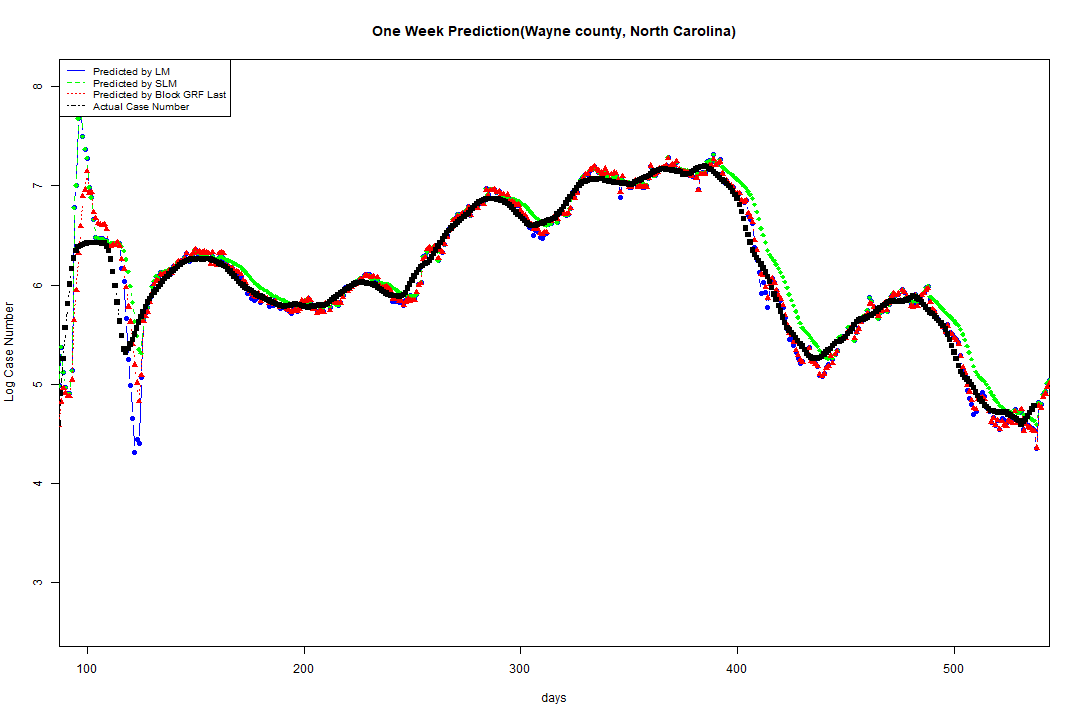 One Week Prediction(Wayne county, North Carolina)
Predicted by LM
Predicted by SLM
Predicted by Block GRF Last
Actual Case Number
8
7
6
5
4
3
Log Case Number
100 200 300 400 500
days